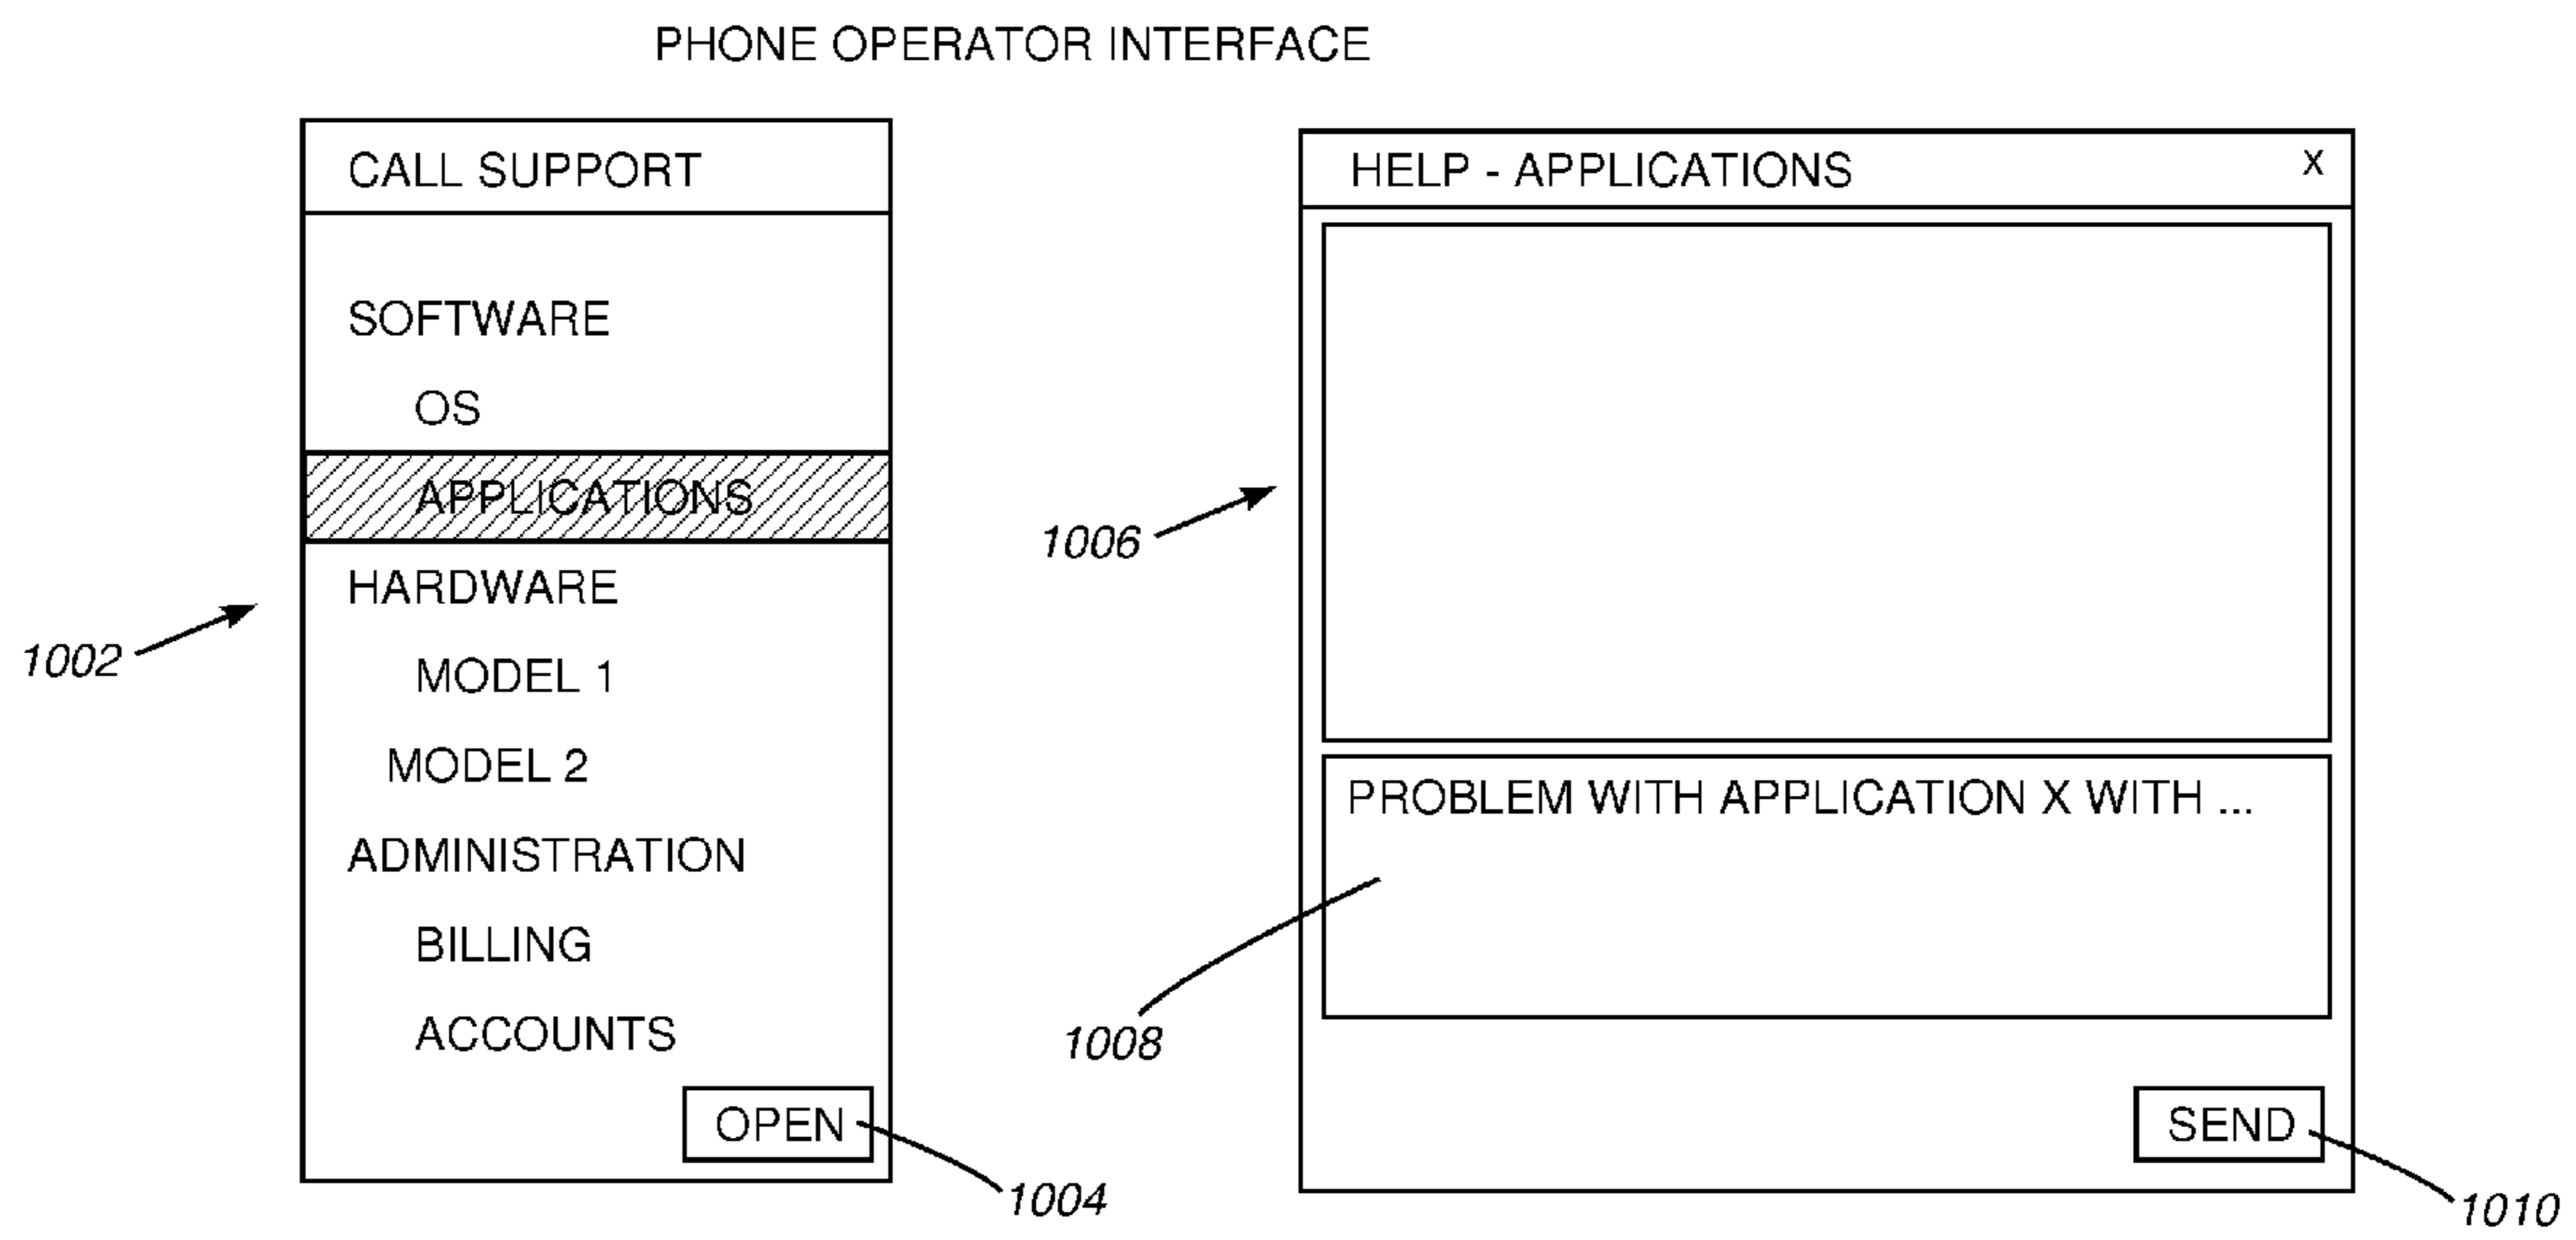 PHONE OPERATOR INTERFACE
CALL SUPPORT
SOFTWARE
OS
APPLICATIONS
HARDWARE
MODEL 1
MODEL 2
ADMINISTRATION
BILLING
ACCOUNTS
OPEN
1002
1004
HELP - APPLICATIONS X
PROBLEM WITH APPLICATION X WITH ...
SEND
1006
1008
1010